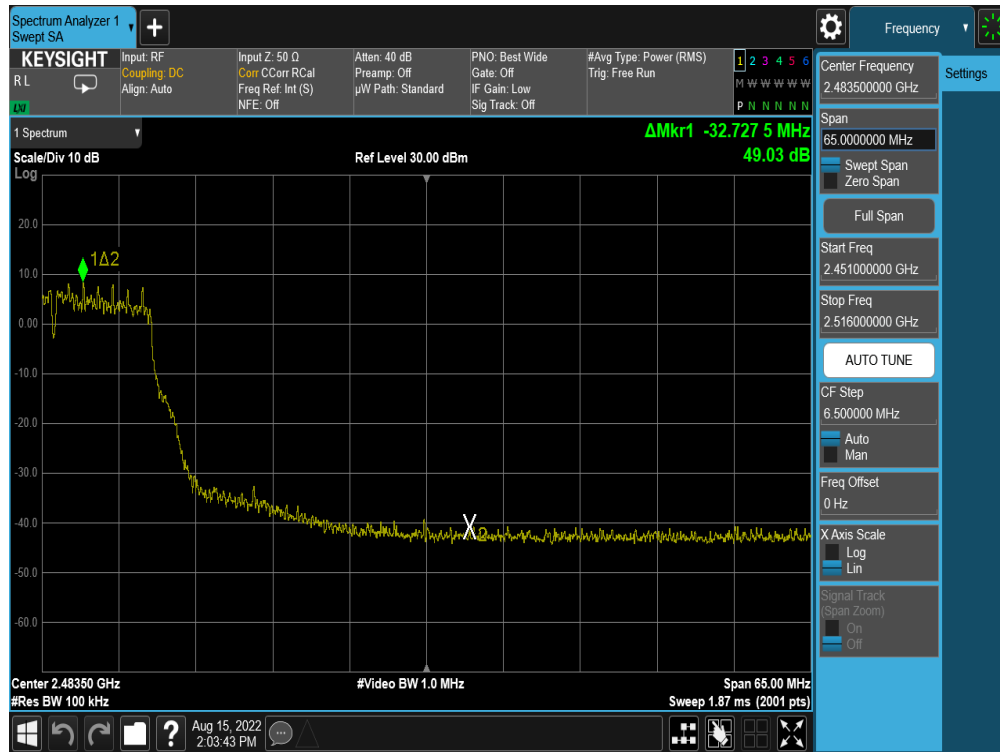 Spectrum Analyzer 1
Swept SA
Frequency
KEYSIGHT
R L
LXI
Input: RF
Coupling: DC
Align: Auto
Input Z: 50 Ω
Corr CCorr RCal
Freq Ref: Int (S)
NFE: Off
Atten: 40 dB
Preamp: Off
µW Path: Standard
PNO: Best Wide
Gate: Off
IF Gain: Low
Sig Track: Off
#Avg Type: Power (RMS)
Trig: Free Run
1 2 3 4 5 6
M W W W W W
P N N N N N
1 Spectrum
ΔMkr1 -32.727 5 MHz
Scale/Div 10 dB
Ref Level 30.00 dBm
49.03 dB
Log
20.0
10.0
0.00
-10.0
-20.0
-30.0
-40.0
-50.0
-60.0
1Δ2
X2
Center 2.48350 GHz
#Video BW 1.0 MHz
Span 65.00 MHz
#Res BW 100 kHz
Sweep 1.87 ms (2001 pts)
Aug 15, 2022
2:03:43 PM
Center Frequency
2.483500000 GHz
Settings
Span
65.0000000 MHz
Swept Span
Zero Span
Full Span
Start Freq
2.451000000 GHz
Stop Freq
2.516000000 GHz
AUTO TUNE
CF Step
6.500000 MHz
Auto
Man
Freq Offset
0 Hz
X Axis Scale
Log
Lin
Signal Track
(Span Zoom)
On
Off